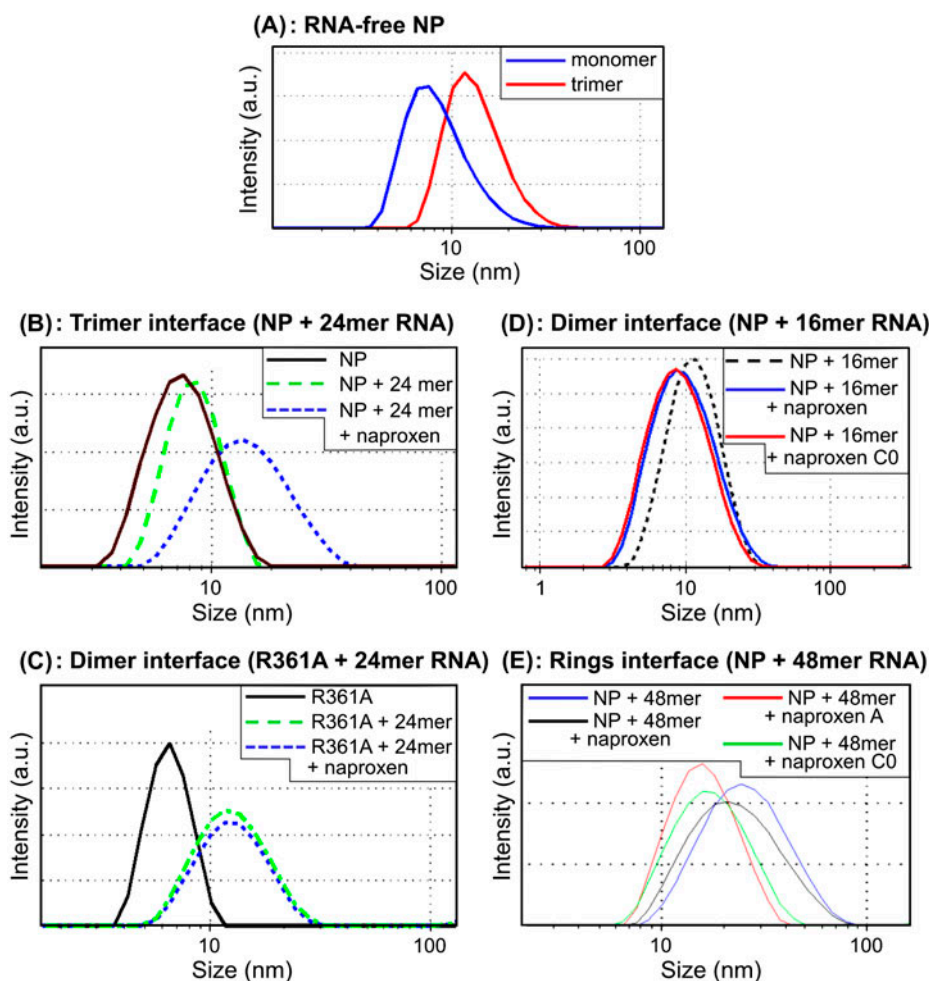 (A): RNA-free NP
monomer
trimer
Intensity (a.u.)
10
100
Size (nm)
(B): Trimer interface (NP + 24mer RNA)
NP
NP + 24 mer
NP + 24 mer
+ naproxen
Intensity (a.u.)
10
100
Size (nm)
(D): Dimer interface (NP + 16mer RNA)
NP + 16mer
NP + 16mer
+ naproxen
NP + 16mer
+ naproxen C0
Intensity (a.u.)
1
10
100
Size (nm)
(C): Dimer interface (R361A + 24mer RNA)
R361A
R361A + 24mer
R361A + 24mer
+ naproxen
Intensity (a.u.)
10
100
Size (nm)
(E): Rings interface (NP + 48mer RNA)
NP + 48mer
NP + 48mer
+ naproxen
NP + 48mer
+ naproxen A
NP + 48mer
+ naproxen C0
Intensity (a.u.)
10
100
Size (nm)